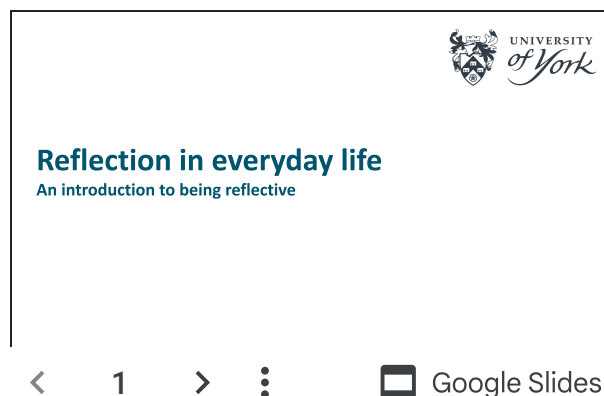 UNIVERSITY
of York
Reflection in everyday life
An introduction to being reflective
1
Google Slides